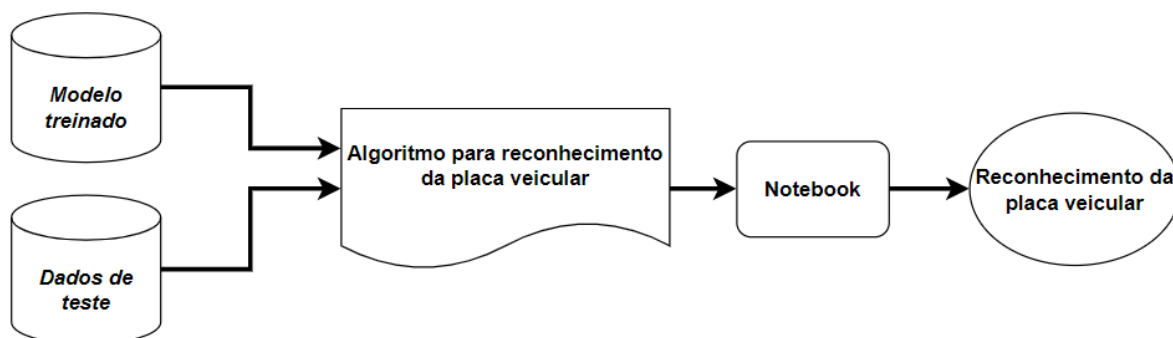 Modelo
treinado
Dados de
teste
Algoritmo para reconhecimento
da placa veicular
Notebook
Reconhecimento da
placa veicular